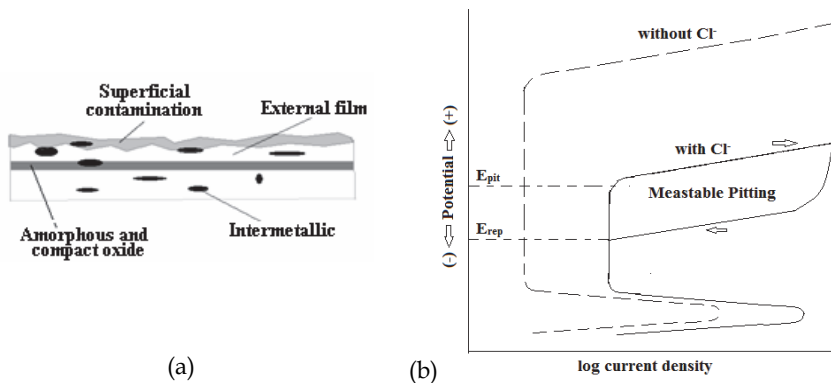 Superficial
contamination
External film
Amorphous and
compact oxide
Intermetallic
(a)
without Cl-
with Cl-
Epit
Meastable Pitting
Erep
(-) Potential (+)
log current density
(b)